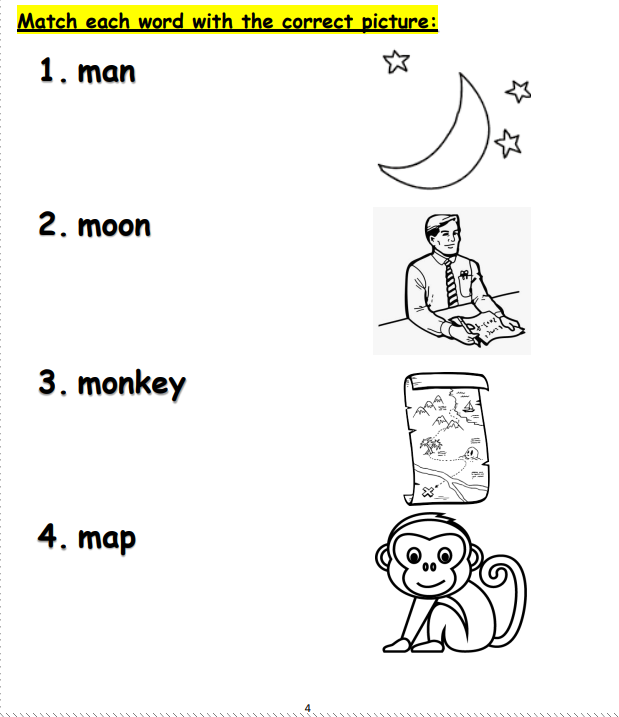 Match each word with the correct picture:
1. man
2. moon
3. monkey
4. map
4